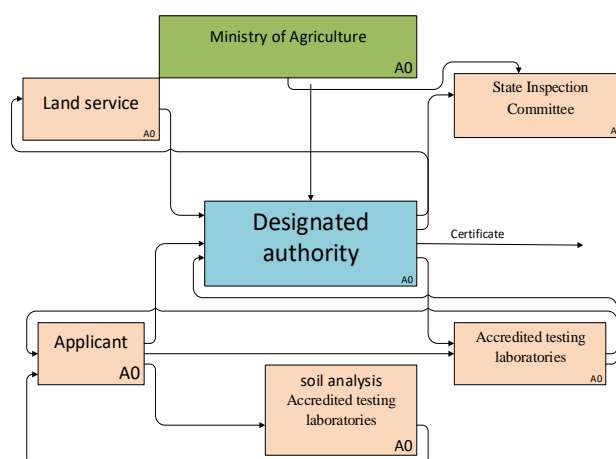 Ministry of Agriculture
A0
Land service
A0
State Inspection
Committee
A
Designated
authority
A0
Certificate
Applicant
A0
Accredited testing
laboratories
A0
soil analysis
Accredited testing
laboratories
A0